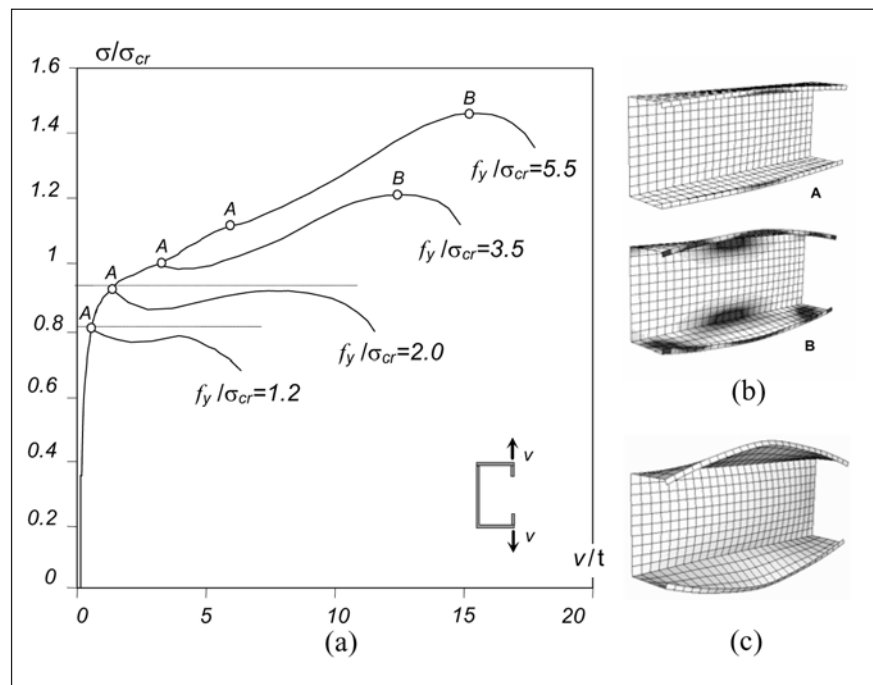 σ/σcr
1.6
1.4
1.2
1
0.8
0.6
0.4
0.2
0
0
5
10
15
20
v/t
A
A
A
A
B
B
fy/σcr=5.5
fy/σcr=3.5
fy/σcr=2.0
fy/σcr=1.2
v
v
(a)
A
B
(b)
(c)